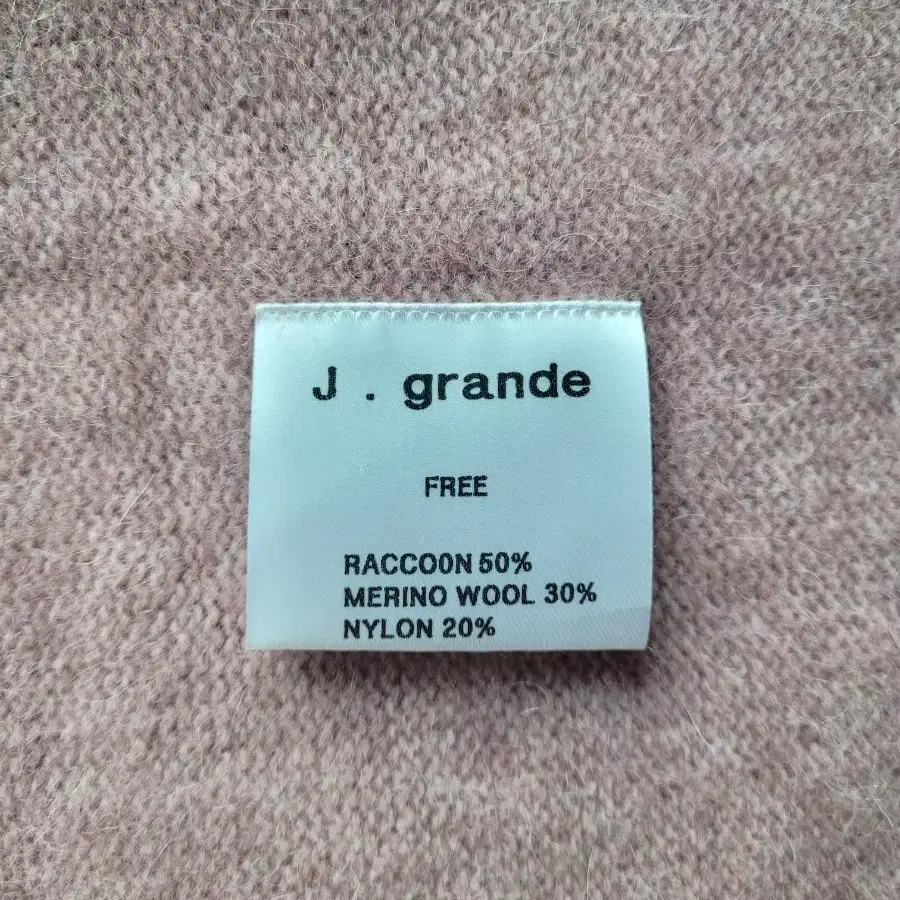 J . grande
FREE
RACCOON 50%
MERINO WOOL 30%
NYLON 20%